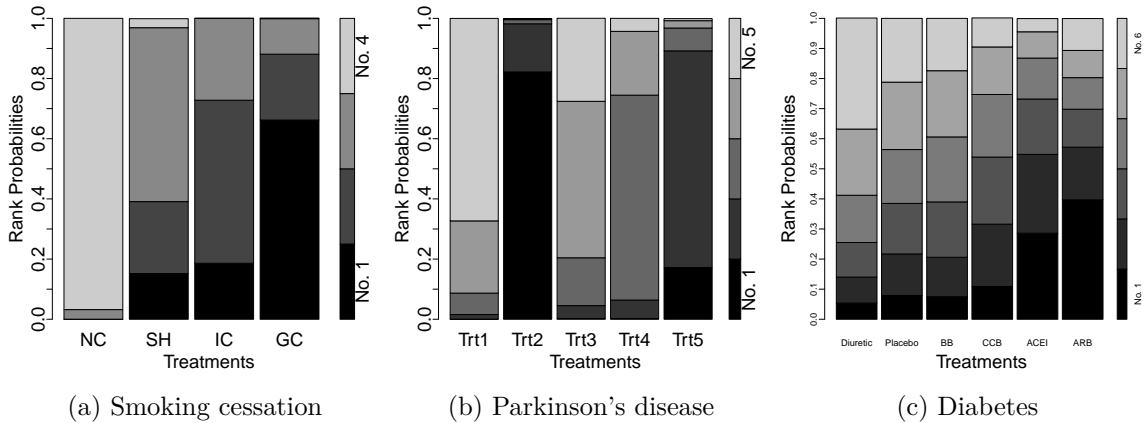 Rank Probabilities
1.0
0.8
0.6
0.4
0.2
0.0
NC SH IC GC
Treatments
No. 4
No. 1
(a) Smoking cessation
Rank Probabilities
1.0
0.8
0.6
0.4
0.2
0.0
Trt1 Trt2 Trt3 Trt4 Trt5
Treatments
No. 5
No. 1
(b) Parkinson's disease
Rank Probabilities
1.0
0.9
0.8
0.7
0.6
0.5
0.4
0.3
0.2
0.1
0.0
Diuretic Placebo BB CCB ACEI ARB
Treatments
No. 6
No. 1
(c) Diabetes